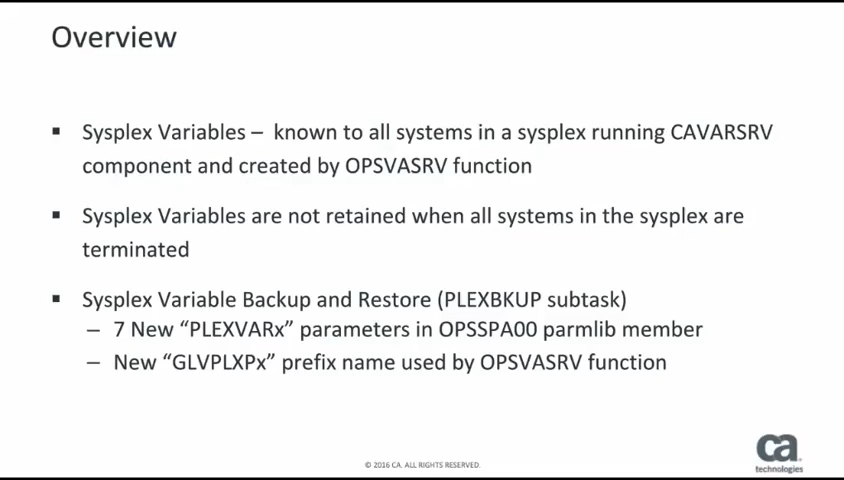 Overview
▪ Sysplex Variables – known to all systems in a sysplex running CAVARSRV
component and created by OPSVASRV function
▪ Sysplex Variables are not retained when all systems in the sysplex are
terminated
▪ Sysplex Variable Backup and Restore (PLEXBKUP subtask)
– 7 New “PLEXVARx” parameters in OPSSPA00 parmlib member
– New “GLVPLXPx” prefix name used by OPSVASRV function
© 2016 CA. ALL RIGHTS RESERVED.
ca
technologies